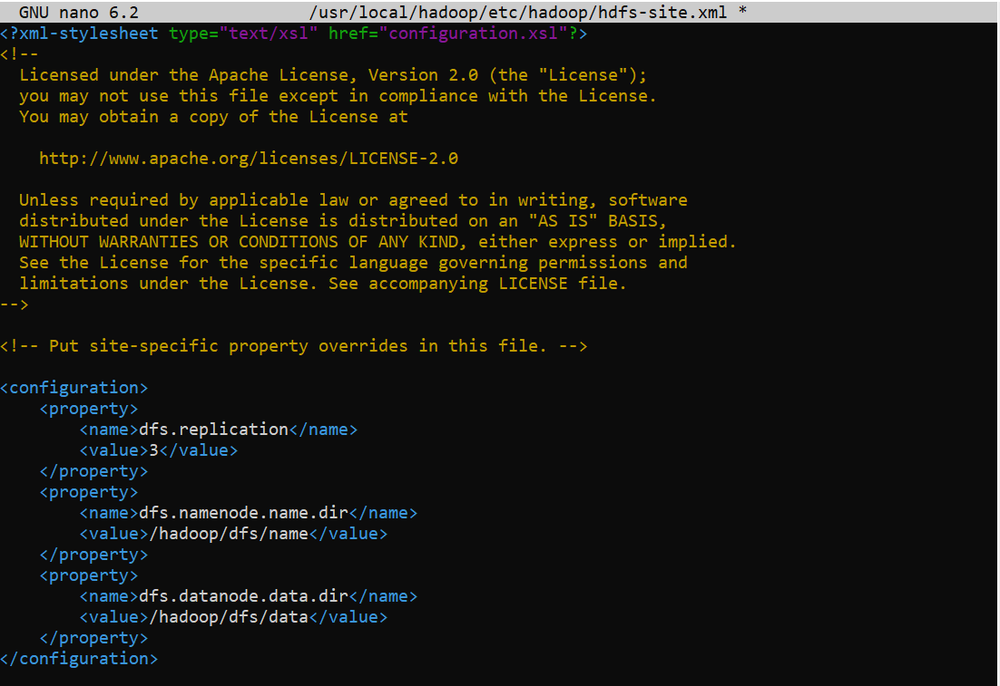 GNU nano 6.2 /usr/local/hadoop/etc/hadoop/hdfs-site.xml *
<?xml-stylesheet type="text/xsl" href="configuration.xsl"?>
<!--
  Licensed under the Apache License, Version 2.0 (the "License");
  you may not use this file except in compliance with the License.
  You may obtain a copy of the License at

    http://www.apache.org/licenses/LICENSE-2.0

  Unless required by applicable law or agreed to in writing, software
  distributed under the License is distributed on an "AS IS" BASIS,
  WITHOUT WARRANTIES OR CONDITIONS OF ANY KIND, either express or implied.
  See the License for the specific language governing permissions and
  limitations under the License. See accompanying LICENSE file.
-->

<!-- Put site-specific property overrides in this file. -->

<configuration>
    <property>
        <name>dfs.replication</name>
        <value>3</value>
    </property>
    <property>
        <name>dfs.namenode.name.dir</name>
        <value>/hadoop/dfs/name</value>
    </property>
    <property>
        <name>dfs.datanode.data.dir</name>
        <value>/hadoop/dfs/data</value>
    </property>
</configuration>